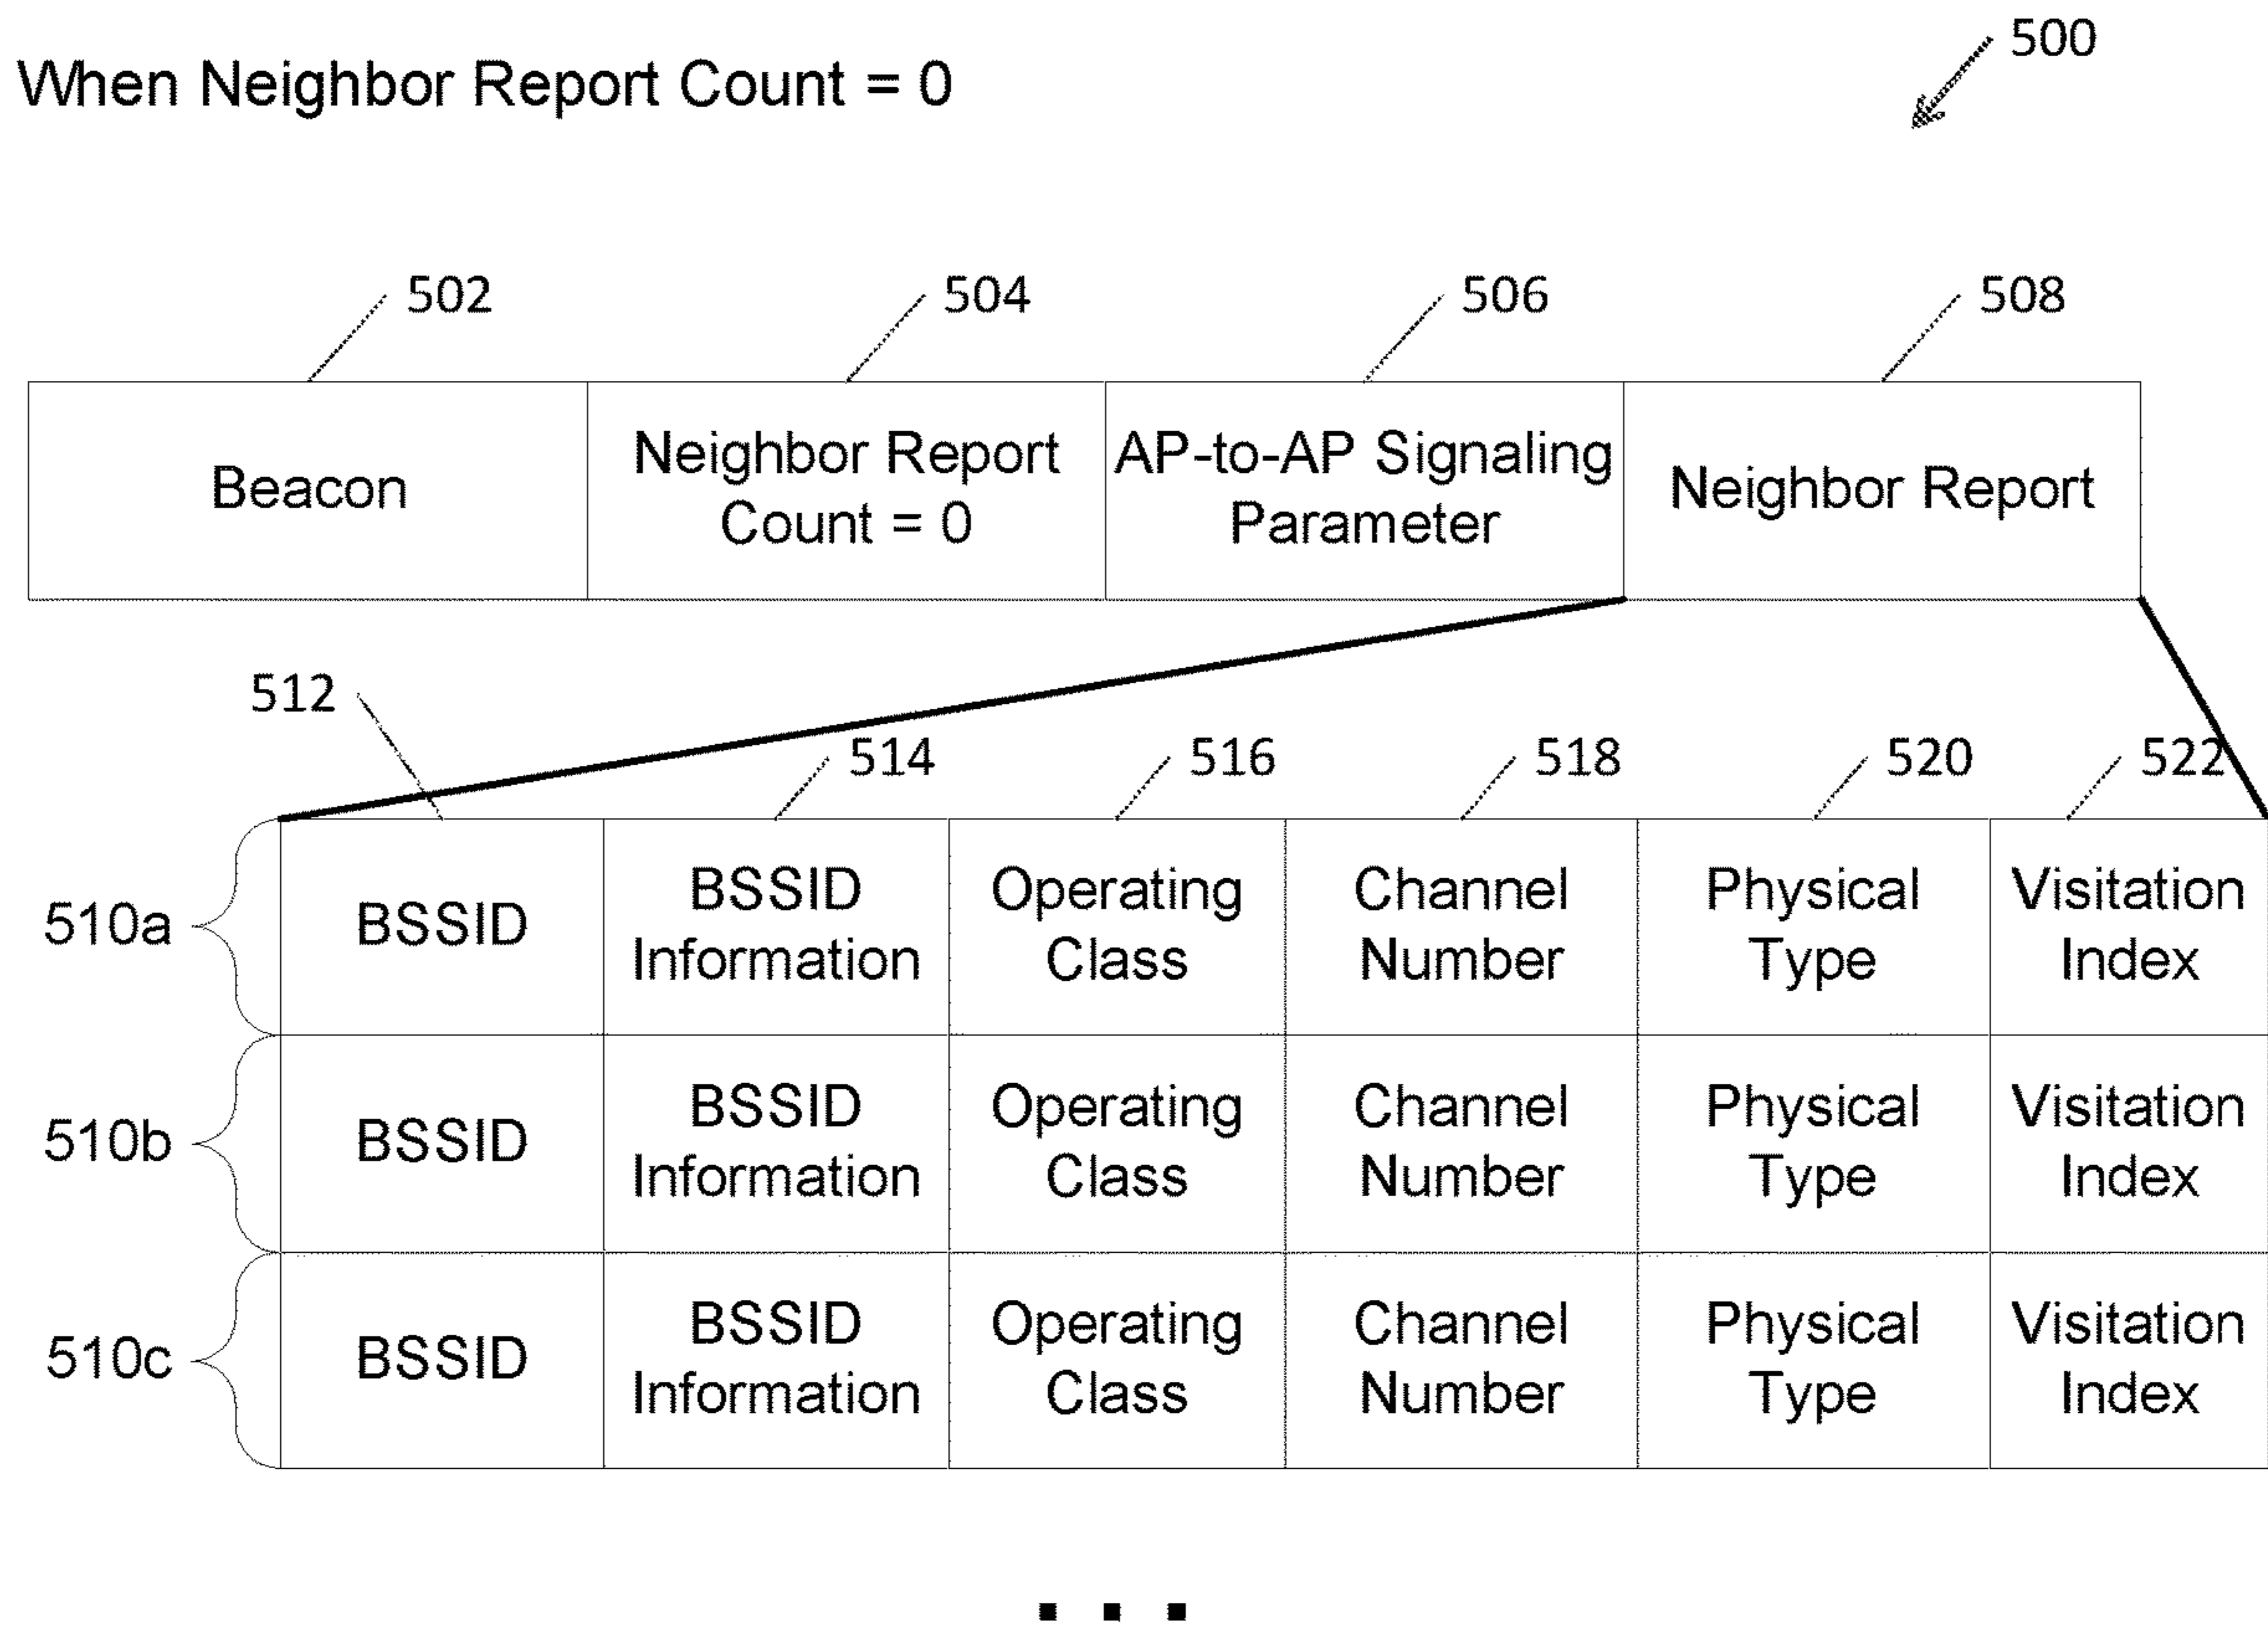 When Neighbor Report Count = 0
500
502
504
506
508
Beacon
Neighbor Report
Count = 0
AP-to-AP Signaling
Parameter
Neighbor Report
512
514
516
518
520
522
510a
BSSID
BSSID
Information
Operating
Class
Channel
Number
Physical
Type
Visitation
Index
510b
BSSID
BSSID
Information
Operating
Class
Channel
Number
Physical
Type
Visitation
Index
510c
BSSID
BSSID
Information
Operating
Class
Channel
Number
Physical
Type
Visitation
Index
. . .